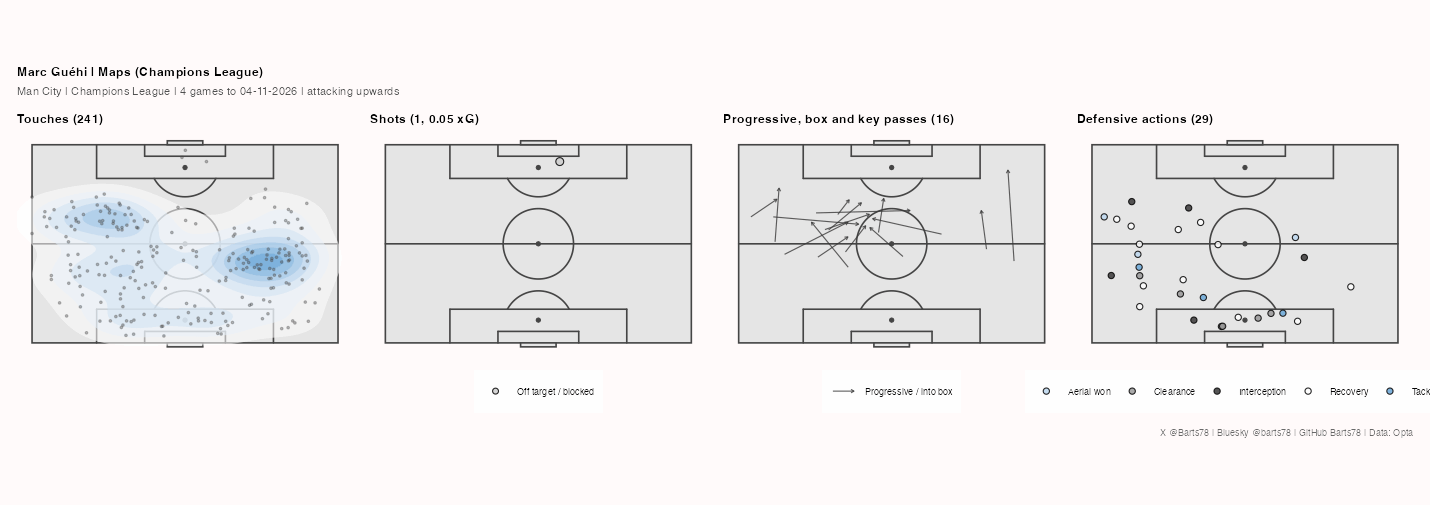 Marc Guéhi | Maps (Champions League)
Man City | Champions League | 4 games to 04-11-2026 | attacking upwards
Touches (241)
Shots (1, 0.05 xG)
Progressive, box and key passes (16)
Defensive actions (29)
Off target / blocked
Progressive / into box
Aerial won
Clearance
Interception
Recovery
Tack
X @Barts78 | Bluesky @barts78 | GitHub Barts78 | Data: Opta